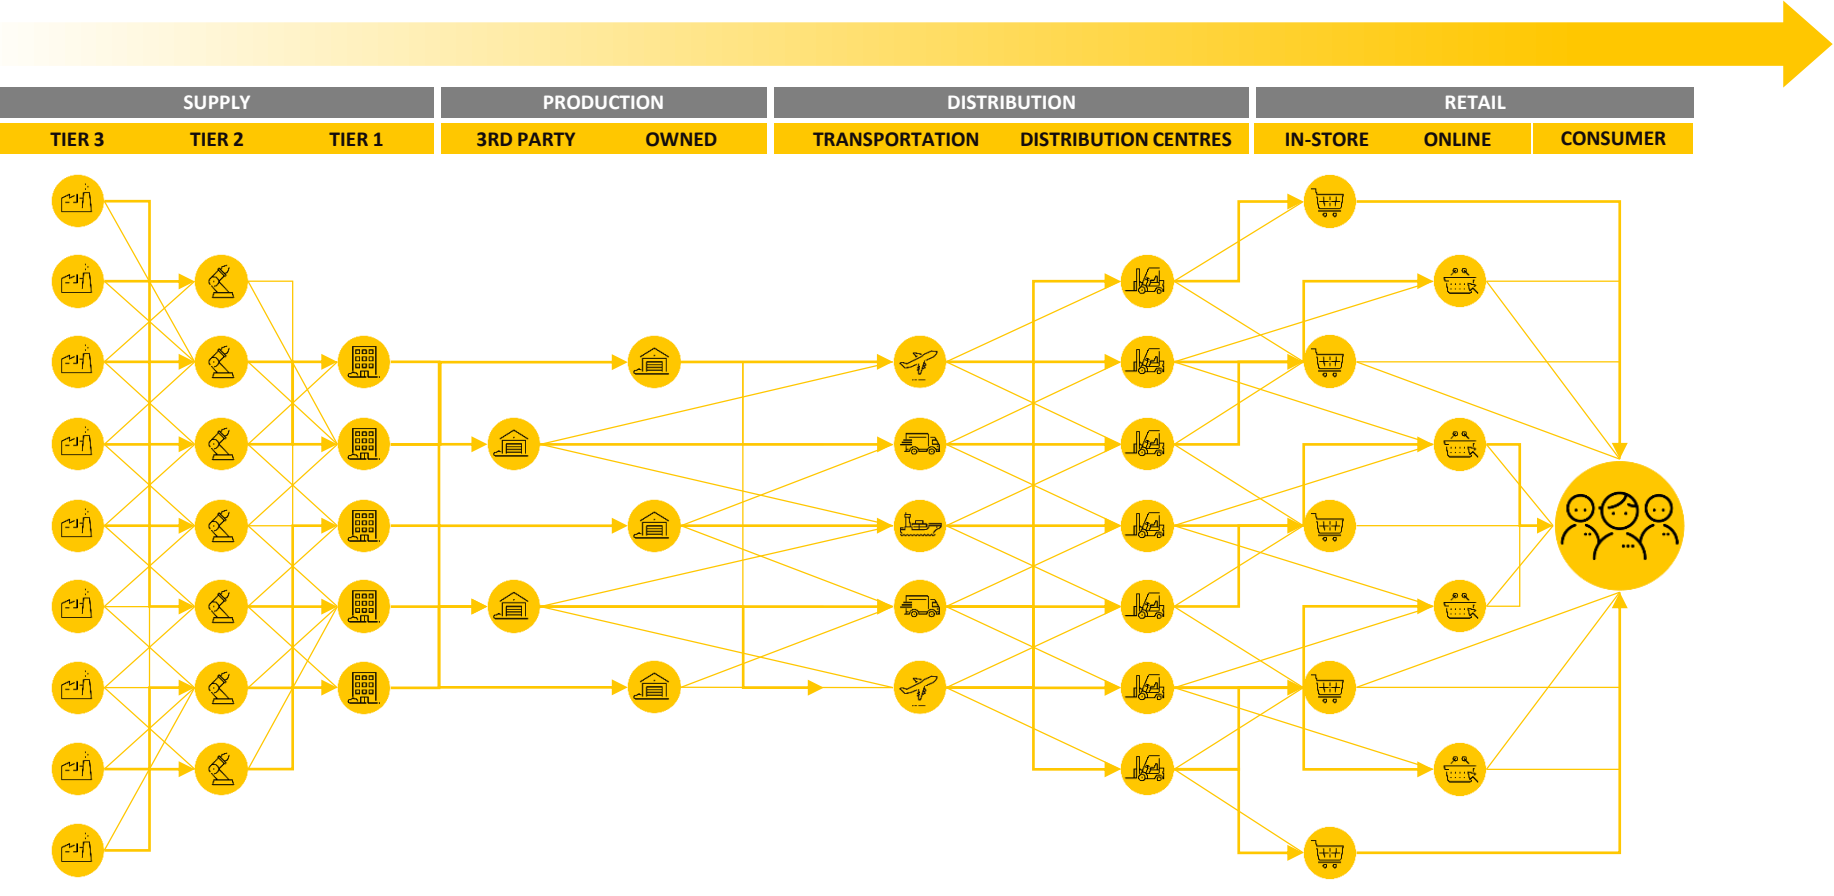 SUPPLY PRODUCTION DISTRIBUTION RETAIL
TIER 3 TIER 2 TIER 1 3RD PARTY OWNED TRANSPORTATION DISTRIBUTION CENTRES IN-STORE ONLINE CONSUMER